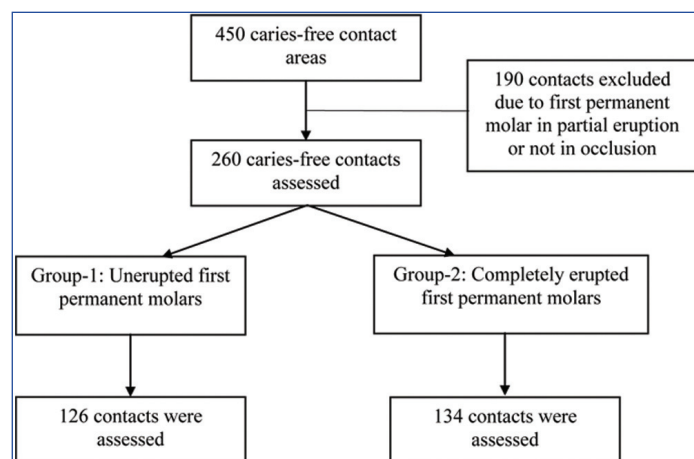 450 caries-free contact
areas
190 contacts excluded
due to first permanent
molar in partial eruption
or not in occlusion
260 caries-free contacts
assessed
Group-1: Unerupted first
permanent molars
Group-2: Completely erupted
first permanent molars
126 contacts were
assessed
134 contacts were
assessed